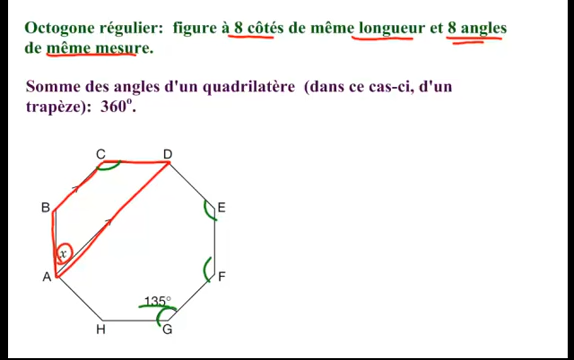 Octogone régulier: figure à 8 côtés de même longueur et 8 angles
de même mesure.
Somme des angles d'un quadrilatère (dans ce cas-ci, d'un
trapèze): 360°.
C D
B E
x
A F
135°
H G